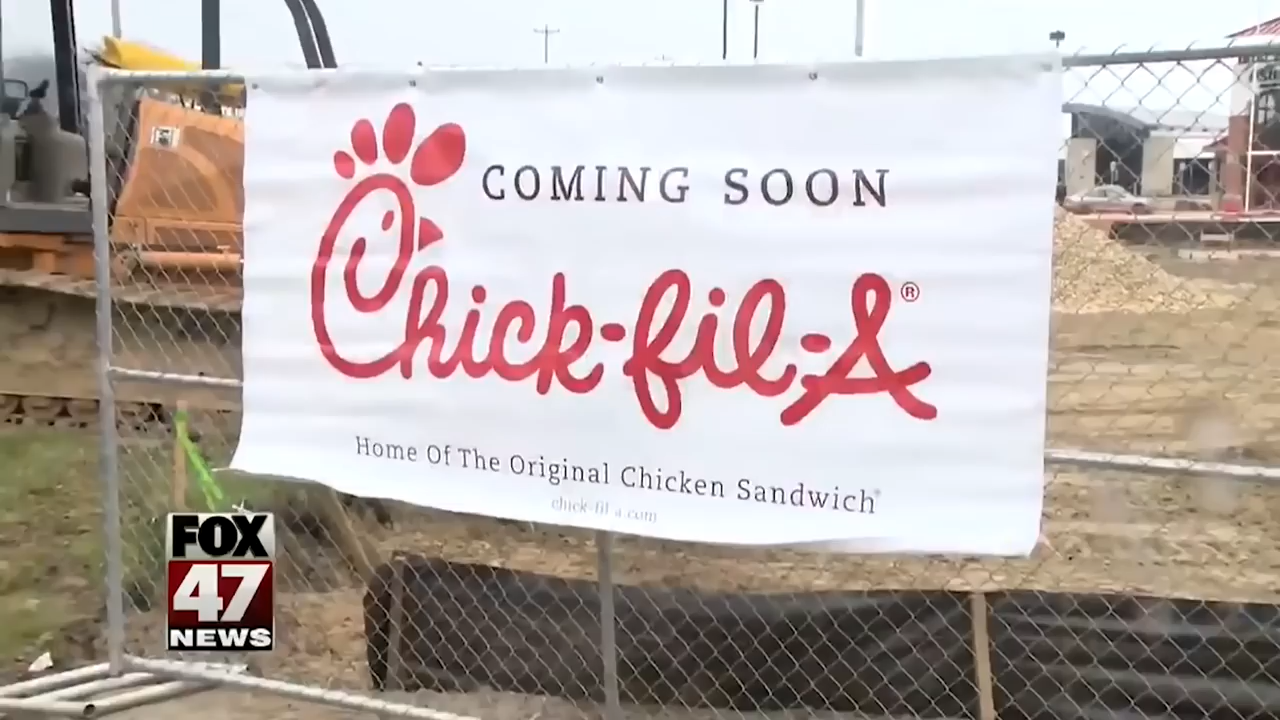 COMING SOON
Chick-fil-A®
Home Of The Original Chicken Sandwich®
chick-fil-a.com
FOX
47
NEWS